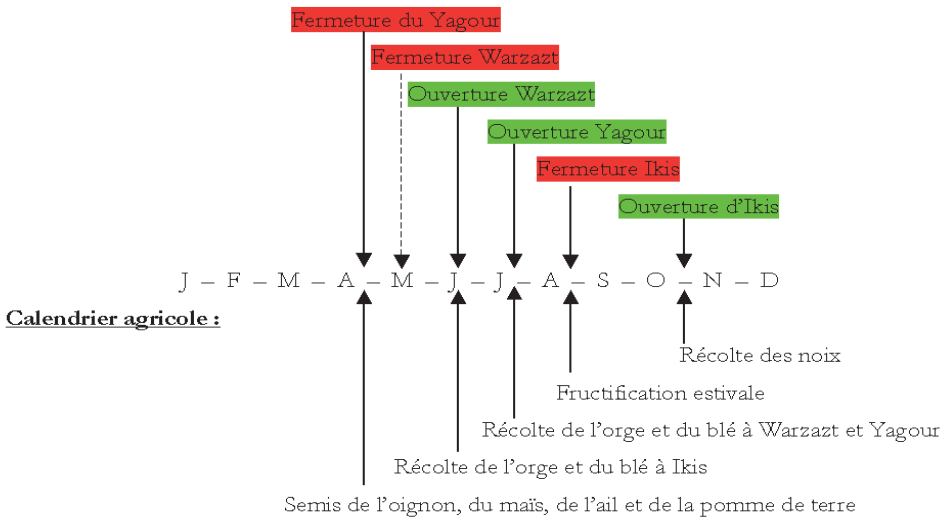 Fermeture du Yagour
Fermeture Warzazt
Ouverture Warzazt
Ouverture Yagour
Fermeture Ikis
Ouverture d'Ikis
J – F – M – A – M – J – J – A – S – O – N – D
Calendrier agricole :
Récolte des noix
Fructification estivale
Récolte de l'orge et du blé à Warzazt et Yagour
Récolte de l'orge et du blé à Ikis
Semis de l'oignon, du maïs, de l'ail et de la pomme de terre